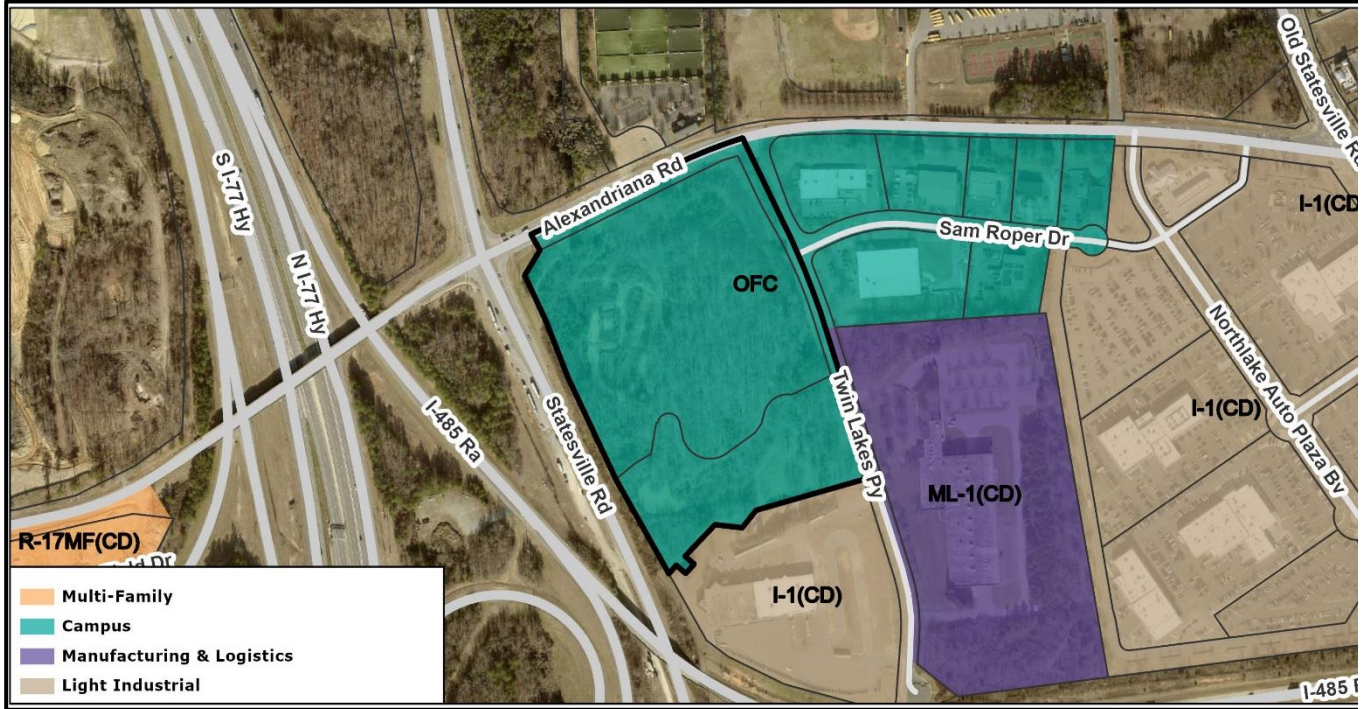 Old Statesville Rd
S I-77 Hy
N I-77 Hy
Alexandriana Rd
I-1(CD
Sam Roper Dr
OFC
I-485 Ra
Statesville Rd
Twin Lakes Py
Northlake Auto Plaza Bv
I-1(CD)
ML-1(CD)
R-17MF(CD)
I-1(CD)
Multi-Family
Campus
Manufacturing & Logistics
Light Industrial
I-485